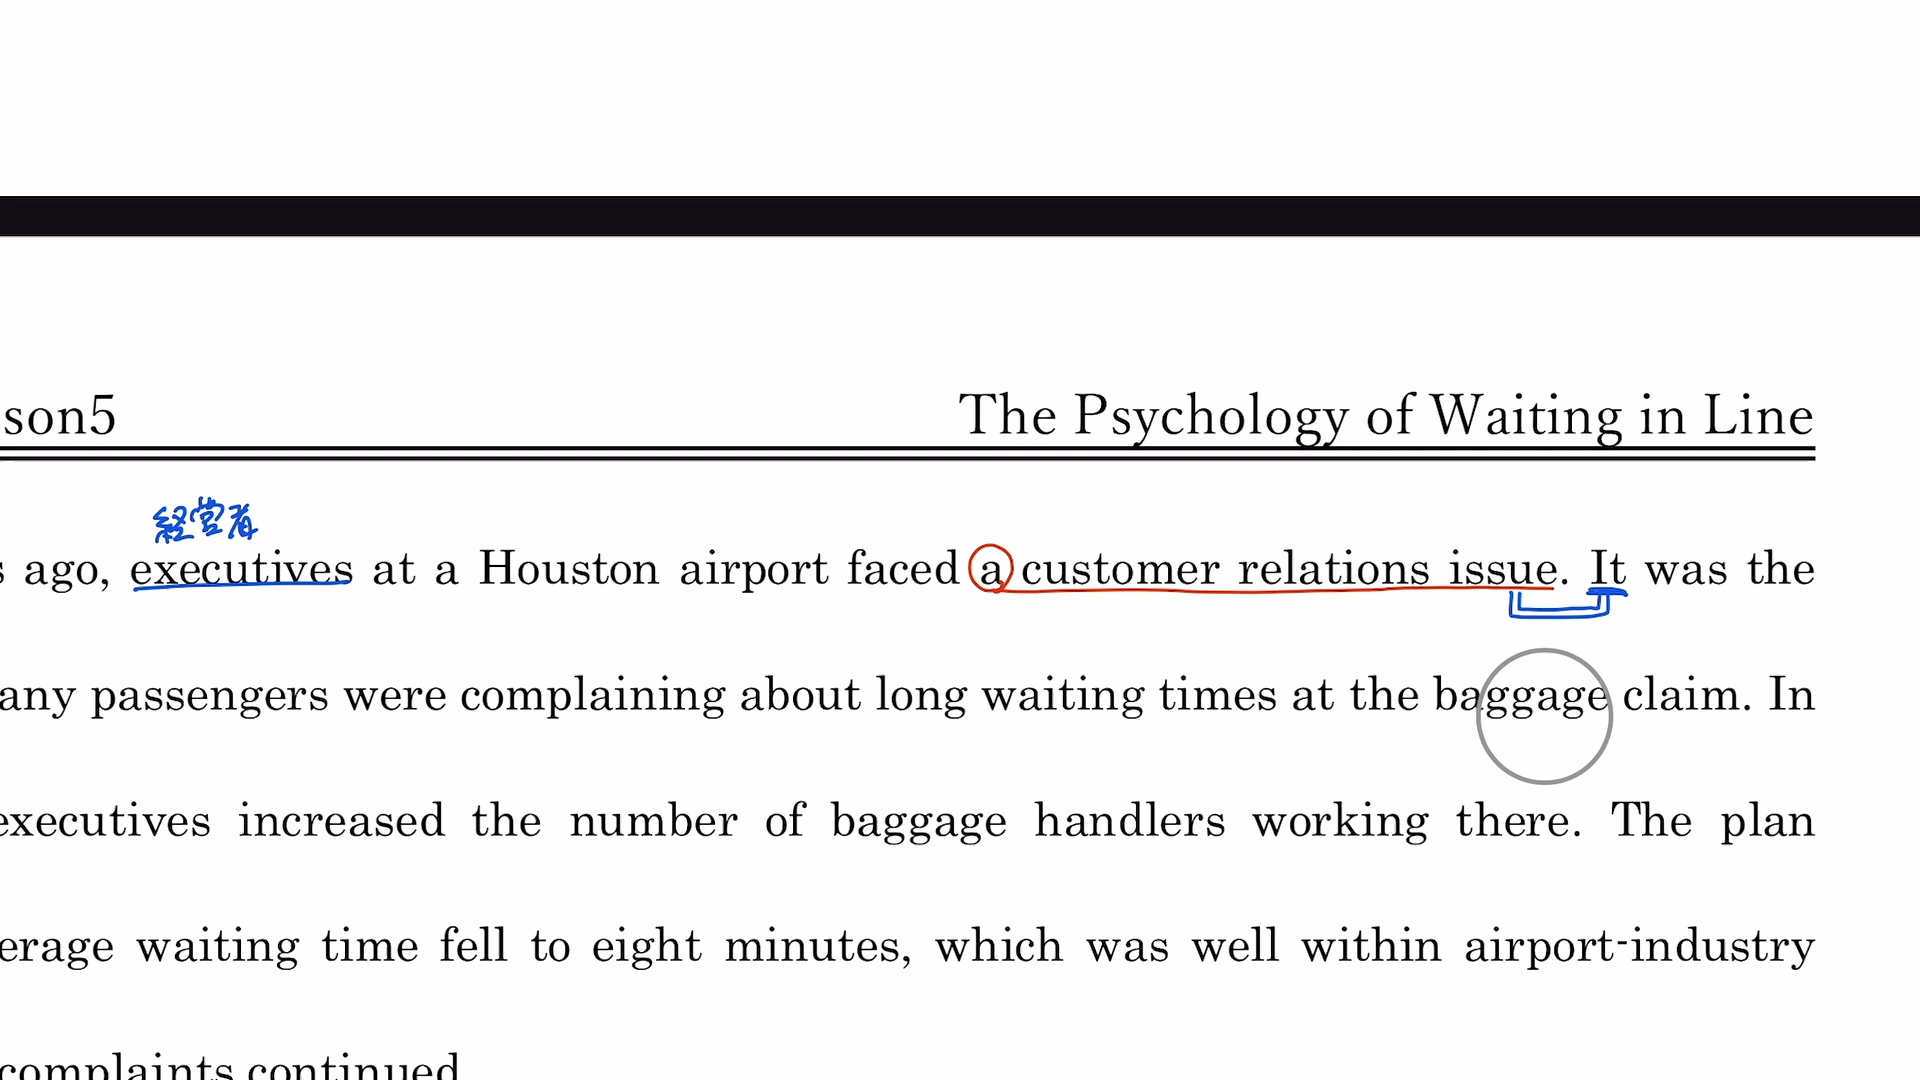 son5 The Psychology of Waiting in Line
経営者
ago, executives at a Houston airport faced a customer relations issue. It was the
any passengers were complaining about long waiting times at the baggage claim. In
executives increased the number of baggage handlers working there. The plan
erage waiting time fell to eight minutes, which was well within airport-industry
complaints continued